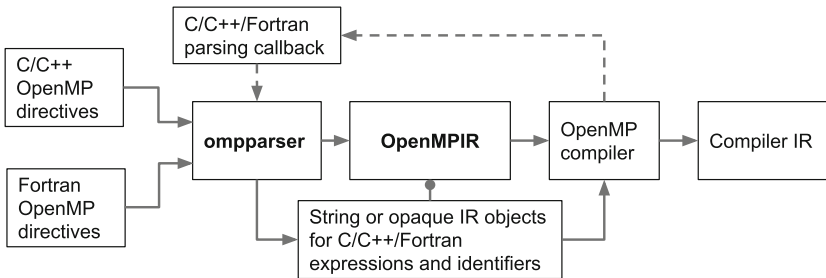 C/C++/Fortran
parsing callback
C/C++
OpenMP
directives
ompparser
OpenMPIR
OpenMP
compiler
Compiler IR
Fortran
OpenMP
directives
String or opaque IR objects
for C/C++/Fortran
expressions and identifiers